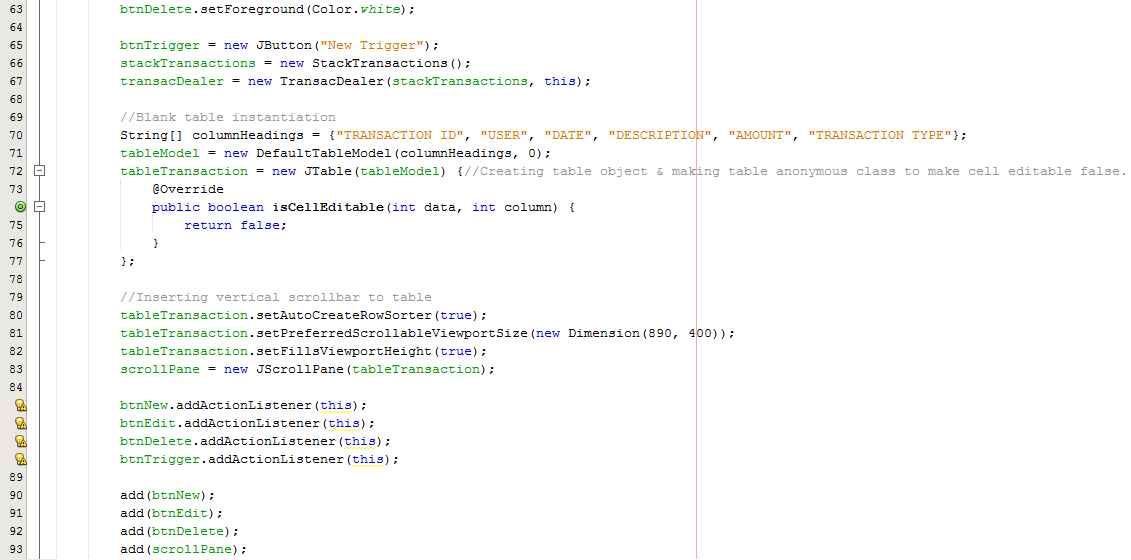 63 btnDelete.setForeground(Color.white);
64
65 btnTrigger = new JButton("New Trigger");
66 stackTransactions = new StackTransactions();
67 transacDealer = new TransacDealer(stackTransactions, this);
68
69 //Blank table instantiation
70 String[] columnHeadings = {"TRANSACTION ID", "USER", "DATE", "DESCRIPTION", "AMOUNT", "TRANSACTION TYPE"};
71 tableModel = new DefaultTableModel(columnHeadings, 0);
72 tableTransaction = new JTable(tableModel) {//Creating table object & making table anonymous class to make cell editable false.
73 @Override
public boolean isCellEditable(int data, int column) {
75 return false;
76 }
77 };
78
79 //Inserting vertical scrollbar to table
80 tableTransaction.setAutoCreateRowSorter(true);
81 tableTransaction.setPreferredScrollableViewportSize(new Dimension(890, 400));
82 tableTransaction.setFillsViewportHeight(true);
83 scrollPane = new JScrollPane(tableTransaction);
84
btnNew.addActionListener(this);
btnEdit.addActionListener(this);
btnDelete.addActionListener(this);
btnTrigger.addActionListener(this);
89
90 add(btnNew);
91 add(btnEdit);
92 add(btnDelete);
93 add(scrollPane);